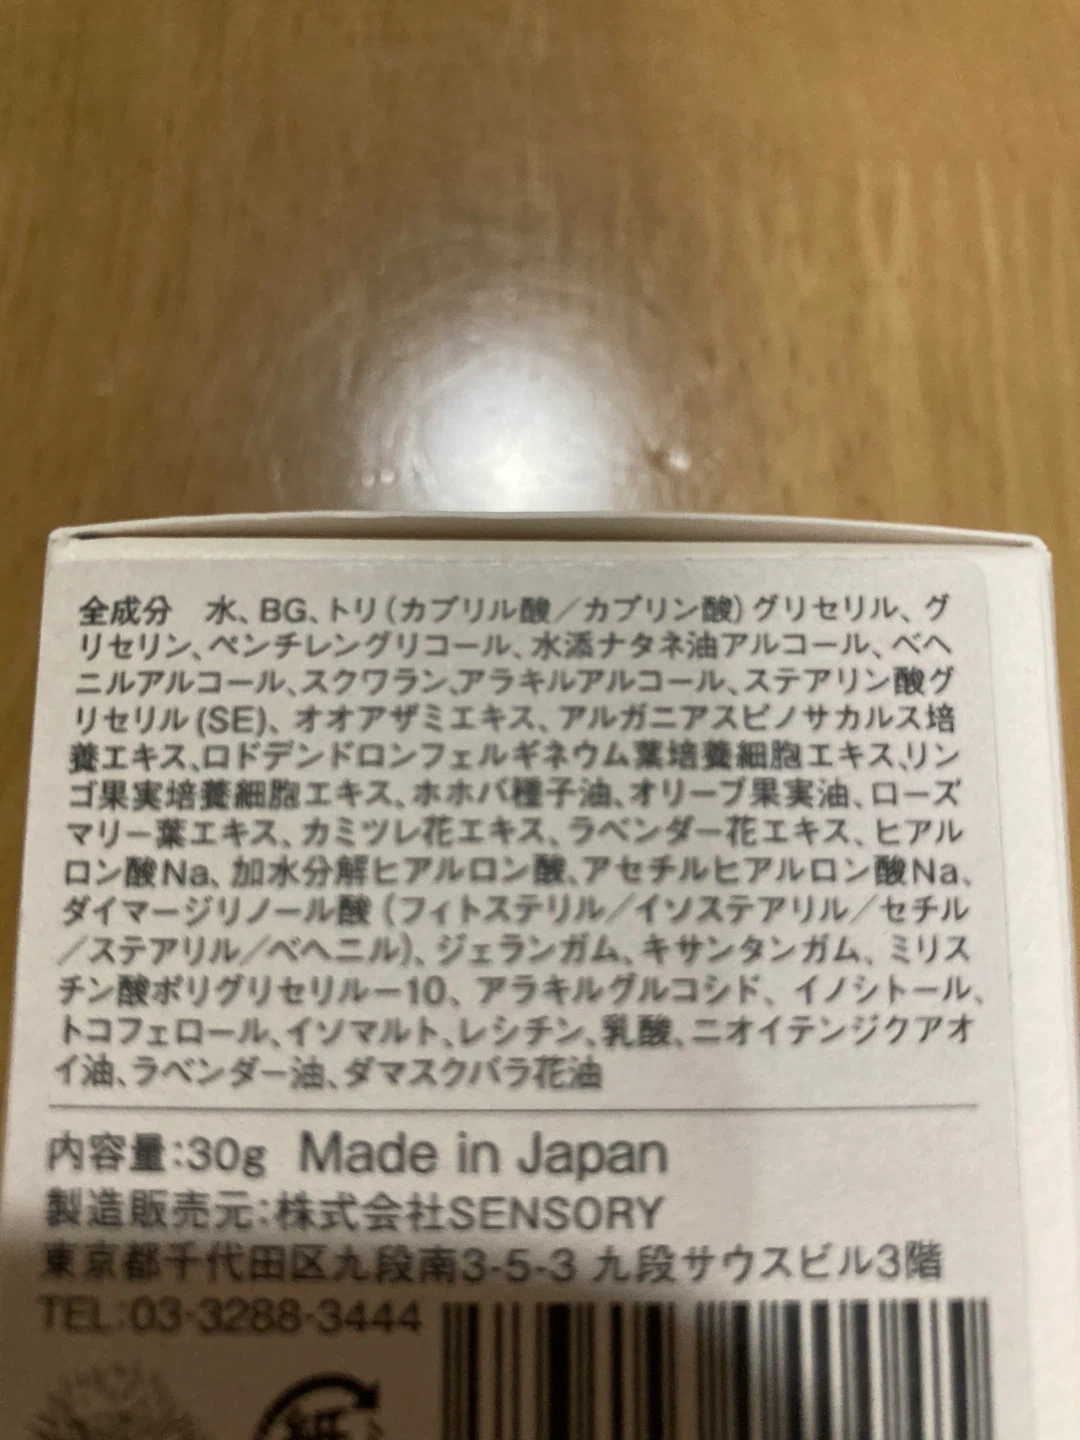 全成分　水、BG、トリ(カプリル酸／カプリン酸)グリセリル、グ
リセリン、ペンチレングリコール、水添ナタネ油アルコール、ベヘ
ニルアルコール、スクワラン、アラキルアルコール、ステアリン酸グ
リセリル(SE)、オオアザミエキス、アルガニアスピノサカルス培
養エキス、ロドデンドロンフェルギネウム葉培養細胞エキス、リン
ゴ果実培養細胞エキス、ホホバ種子油、オリーブ果実油、ローズ
マリー葉エキス、カミツレ花エキス、ラベンダー花エキス、ヒアル
ロン酸Na、加水分解ヒアルロン酸、アセチルヒアルロン酸Na、
ダイマージリノール酸(フィトステリル／イソステアリル／セチル
／ステアリル／ベヘニル)、ジェランガム、キサンタンガム、ミリス
チン酸ポリグリセリル－10、アラキルグルコシド、イノシトール、
トコフェロール、イソマルト、レシチン、乳酸、ニオイテンジクアオ
イ油、ラベンダー油、ダマスクバラ花油
内容量:30g Made in Japan
製造販売元:株式会社SENSORY
東京都千代田区九段南3-5-3 九段サウスビル3階
TEL:03-3288-3444
紙